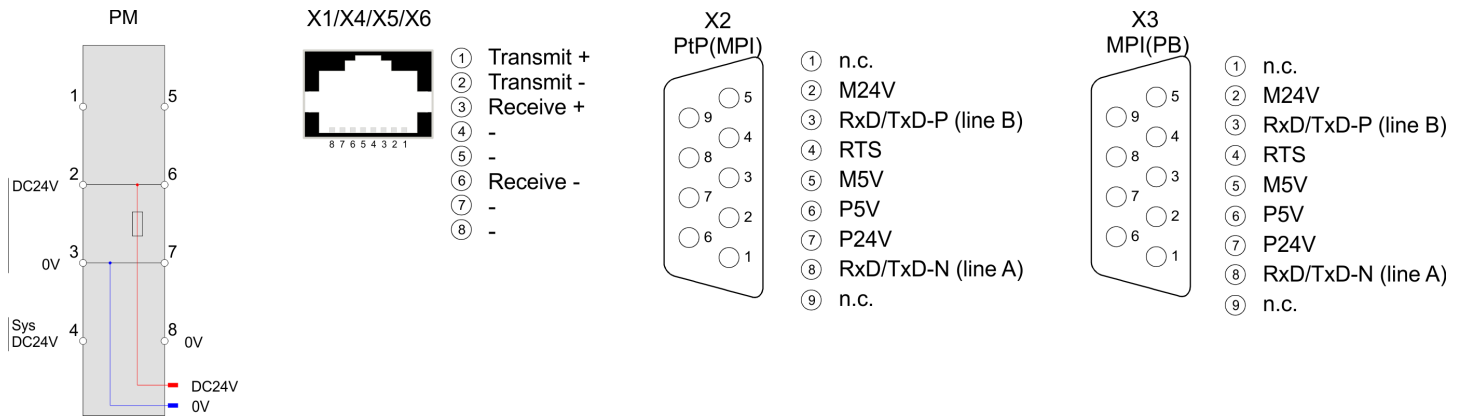 PM
1
5
2
6
DC24V
3
7
0V
Sys
DC24V
4
8
0V
DC24V
0V
X1/X4/X5/X6
8 7 6 5 4 3 2 1
1 Transmit +
2 Transmit -
3 Receive +
4 -
5 -
6 Receive -
7 -
8 -
X2
PtP(MPI)
5
9
4
8
3
7
2
6
1
1 n.c.
2 M24V
3 RxD/TxD-P (line B)
4 RTS
5 M5V
6 P5V
7 P24V
8 RxD/TxD-N (line A)
9 n.c.
X3
MPI(PB)
5
9
4
8
3
7
2
6
1
1 n.c.
2 M24V
3 RxD/TxD-P (line B)
4 RTS
5 M5V
6 P5V
7 P24V
8 RxD/TxD-N (line A)
9 n.c.